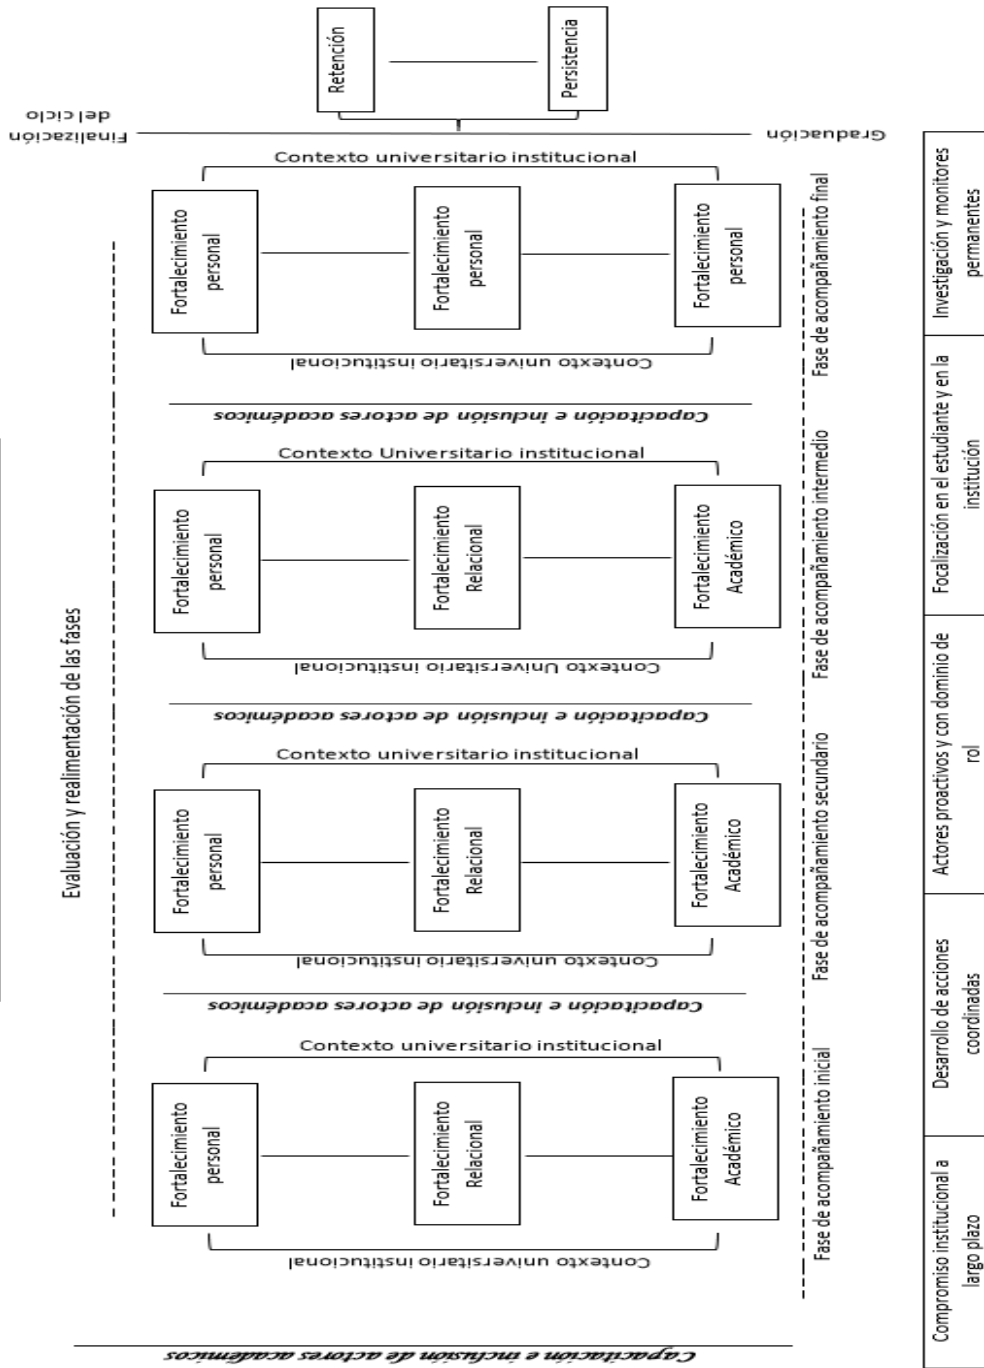 Evaluación y realimentación de las fases
Capacitación e inclusión de actores académicos
Contexto universitario institucional
Fortalecimiento
personal
Fortalecimiento
Relacional
Fortalecimiento
Académico
Contexto universitario institucional
Fase de acompañamiento inicial
Capacitación e inclusión de actores académicos
Contexto universitario institucional
Fortalecimiento
personal
Fortalecimiento
Relacional
Fortalecimiento
Académico
Contexto universitario institucional
Fase de acompañamiento secundario
Capacitación e inclusión de actores académicos
Contexto Universitario institucional
Fortalecimiento
personal
Fortalecimiento
Relacional
Fortalecimiento
Académico
Contexto Universitario institucional
Fase de acompañamiento intermedio
Capacitación e inclusión de actores académicos
Contexto universitario institucional
Fortalecimiento
personal
Fortalecimiento
personal
Fortalecimiento
personal
Contexto universitario institucional
Fase de acompañamiento final
Finalización
del ciclo
Graduación
Retención
Persistencia
Compromiso institucional a
largo plazo
Desarrollo de acciones
coordinadas
Actores proactivos y con dominio de
rol
Focalización en el estudiante y en la
institución
Investigación y monitores
permanentes